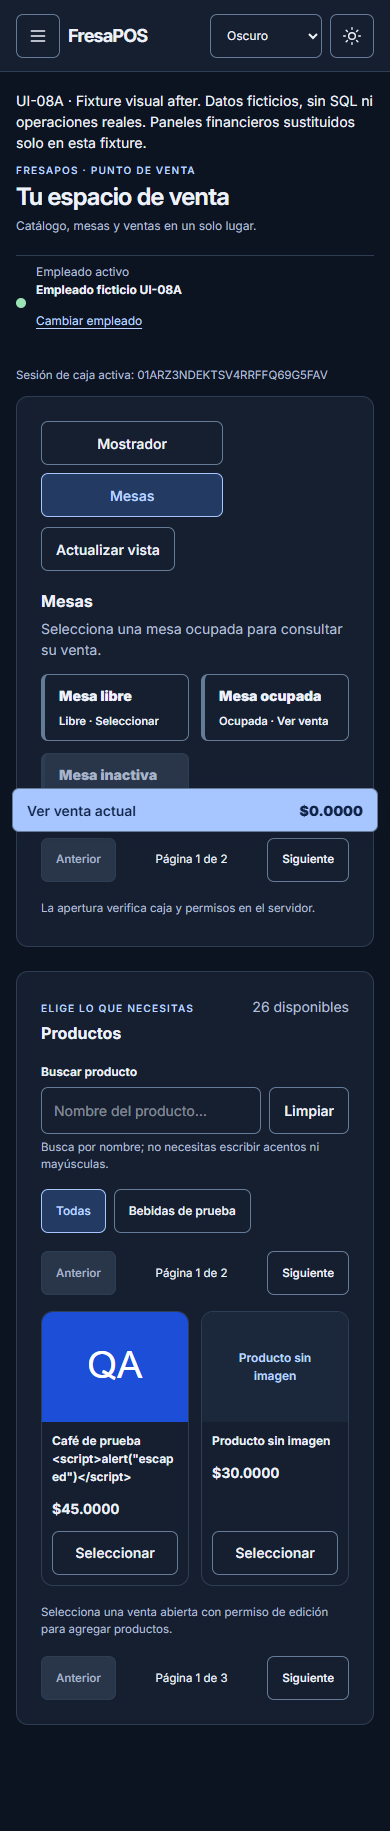 FresaPOS
Oscuro
UI-08A · Fixture visual after. Datos ficticios, sin SQL ni
operaciones reales. Paneles financieros sustituidos
solo en esta fixture.
FRESAPOS · PUNTO DE VENTA
Tu espacio de venta
Catálogo, mesas y ventas en un solo lugar.
Empleado activo
Empleado ficticio UI-08A
Cambiar empleado
Sesión de caja activa: 01ARZ3NDEKTSV4RRFFQ69G5FAV
Mostrador
Mesas
Actualizar vista
Mesas
Selecciona una mesa ocupada para consultar
su venta.
Mesa libre
Libre · Seleccionar
Mesa ocupada
Ocupada · Ver venta
Mesa inactiva
Ver venta actual $0.0000
Anterior Página 1 de 2 Siguiente
La apertura verifica caja y permisos en el servidor.
ELIGE LO QUE NECESITAS 26 disponibles
Productos
Buscar producto
Nombre del producto... Limpiar
Busca por nombre; no necesitas escribir acentos ni
mayúsculas.
Todas Bebidas de prueba
Anterior Página 1 de 2 Siguiente
QA
Café de prueba
<script>alert("escap
ed")</script>
$45.0000
Seleccionar
Producto sin
imagen
Producto sin imagen
$30.0000
Seleccionar
Selecciona una venta abierta con permiso de edición
para agregar productos.
Anterior Página 1 de 3 Siguiente